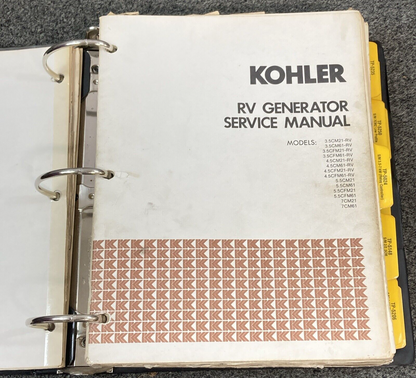 KOHLER
RV GENERATOR
SERVICE MANUAL
MODELS: 2.5CM21-RV
3.5CM61-RV
3.5CFM21-RV
3.5CFM61-RV
4.5CM21-RV
4.5CM61-RV
4.5CFM21-RV
4.5CFM61-RV
5.5CM21
5.5CM61
5.5CFM21
5.5CFM61
7CM21
7CM61